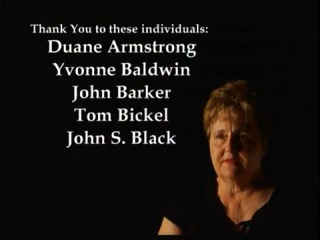 Thank You to these individuals:
Duane Armstrong
Yvonne Baldwin
John Barker
Tom Bickel
John S. Black